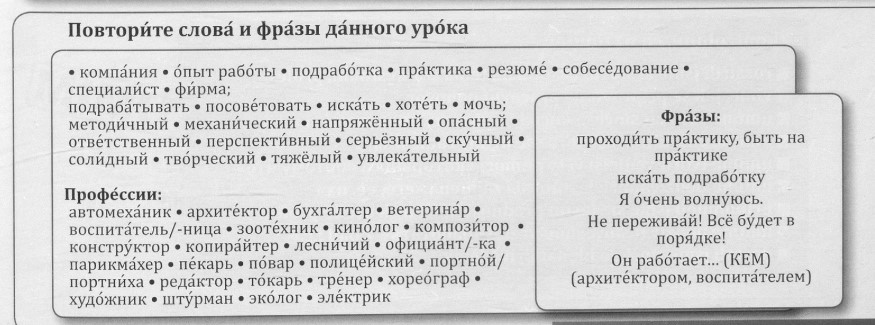 Повтори́те слова́ и фра́зы да́нного уро́ка
• компа́ния • о́пыт рабо́ты • подрабо́тка • пра́ктика • резюме́ • собесе́дование •
специали́ст • фи́рма;
подраба́тывать • посове́товать • иска́ть • хоте́ть • мочь;
методи́чный • механи́ческий • напряжённый • опа́сный •
отве́тственный • перспекти́вный • серьёзный • ску́чный •
соли́дный • тво́рческий • тяжёлый • увлека́тельный
Профе́ссии:
автомеха́ник • архите́ктор • бухга́лтер • ветерина́р •
воспита́тель/-ница • зооте́хник • кино́лог • компози́тор •
констру́ктор • копира́йтер • лесни́чий • официа́нт/-ка •
парикма́хер • пе́карь • по́вар • полице́йский • портно́й/
портни́ха • реда́ктор • то́карь • тре́нер • хорео́граф •
худо́жник • шту́рман • эко́лог • эле́ктрик
Фра́зы:
проходи́ть пра́ктику, быть на
пра́ктике
иска́ть подрабо́тку
Я о́чень волну́юсь.
Не пережива́й! Всё бу́дет в
поря́дке!
Он рабо́тает... (КЕМ)
(архите́ктором, воспита́телем)